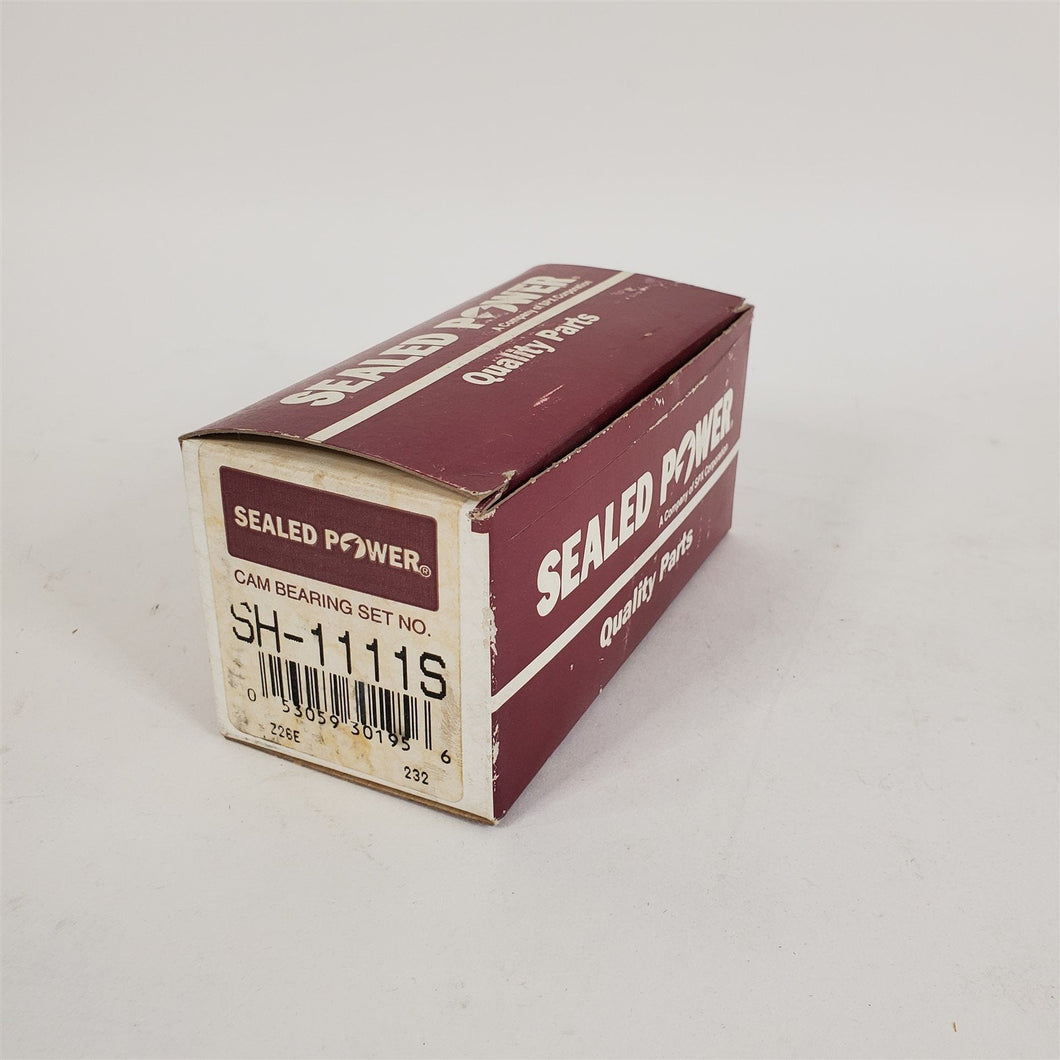 SEALED POWER®
A Company of SPX Corporation
Quality Parts
SEALED POWER®
A Company of SPX Corporation
Quality Parts
SEALED POWER®
CAM BEARING SET NO.
SH-1111S
0 53059 30195 6
Z26E
232